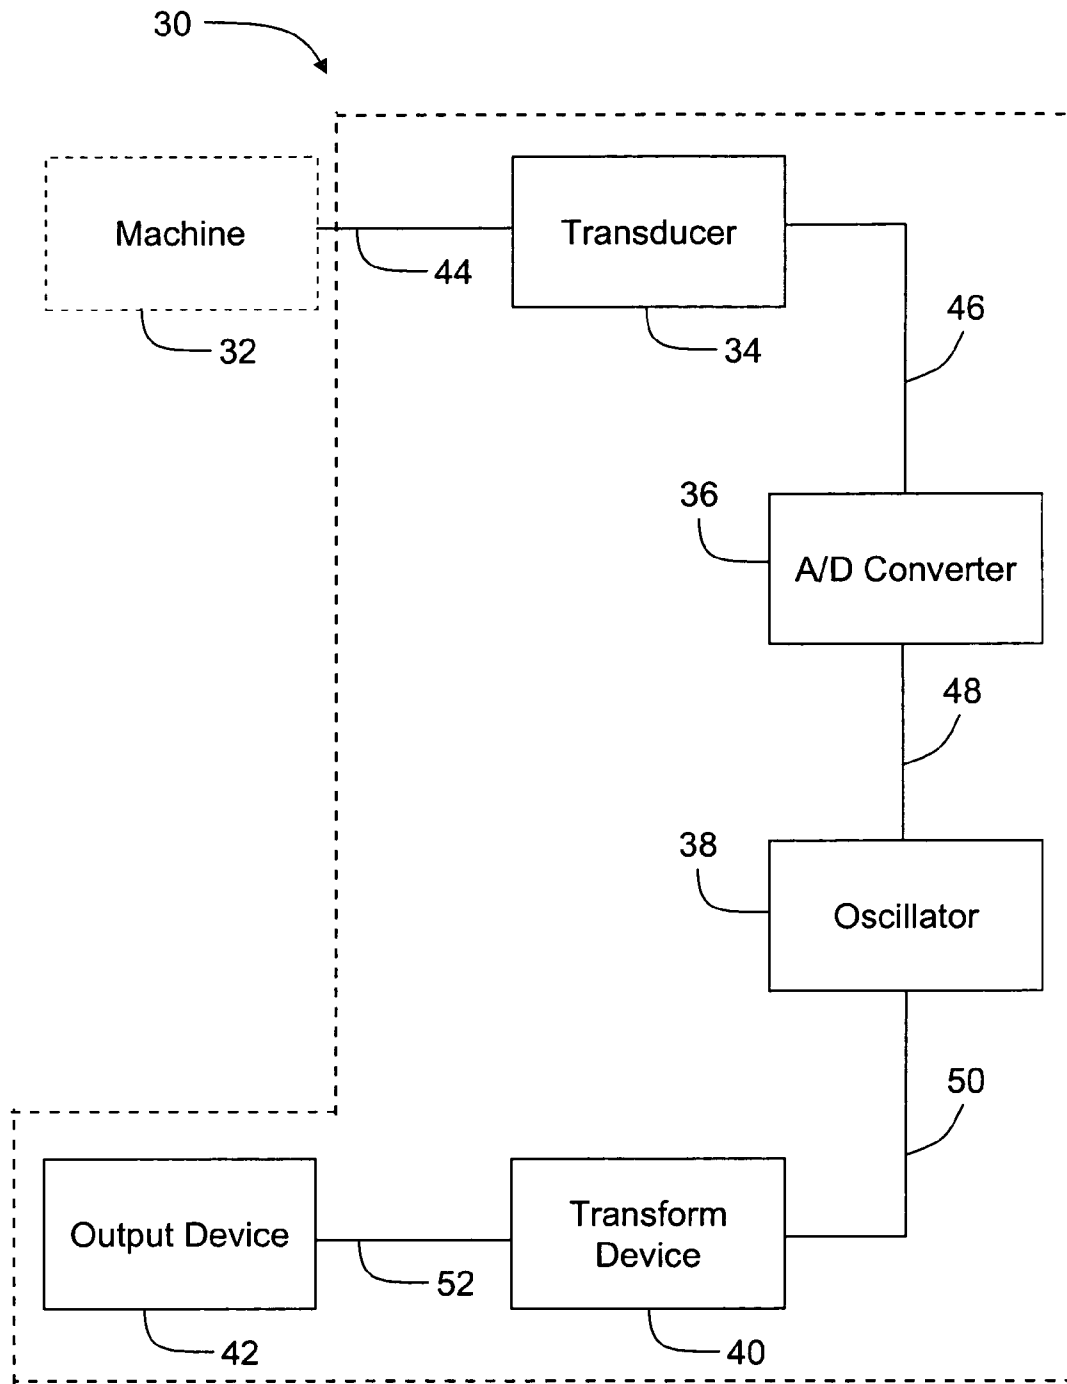 30
Machine
Transducer
44
32
34
46
36
A/D Converter
48
38
Oscillator
50
Output Device
Transform
Device
52
42
40